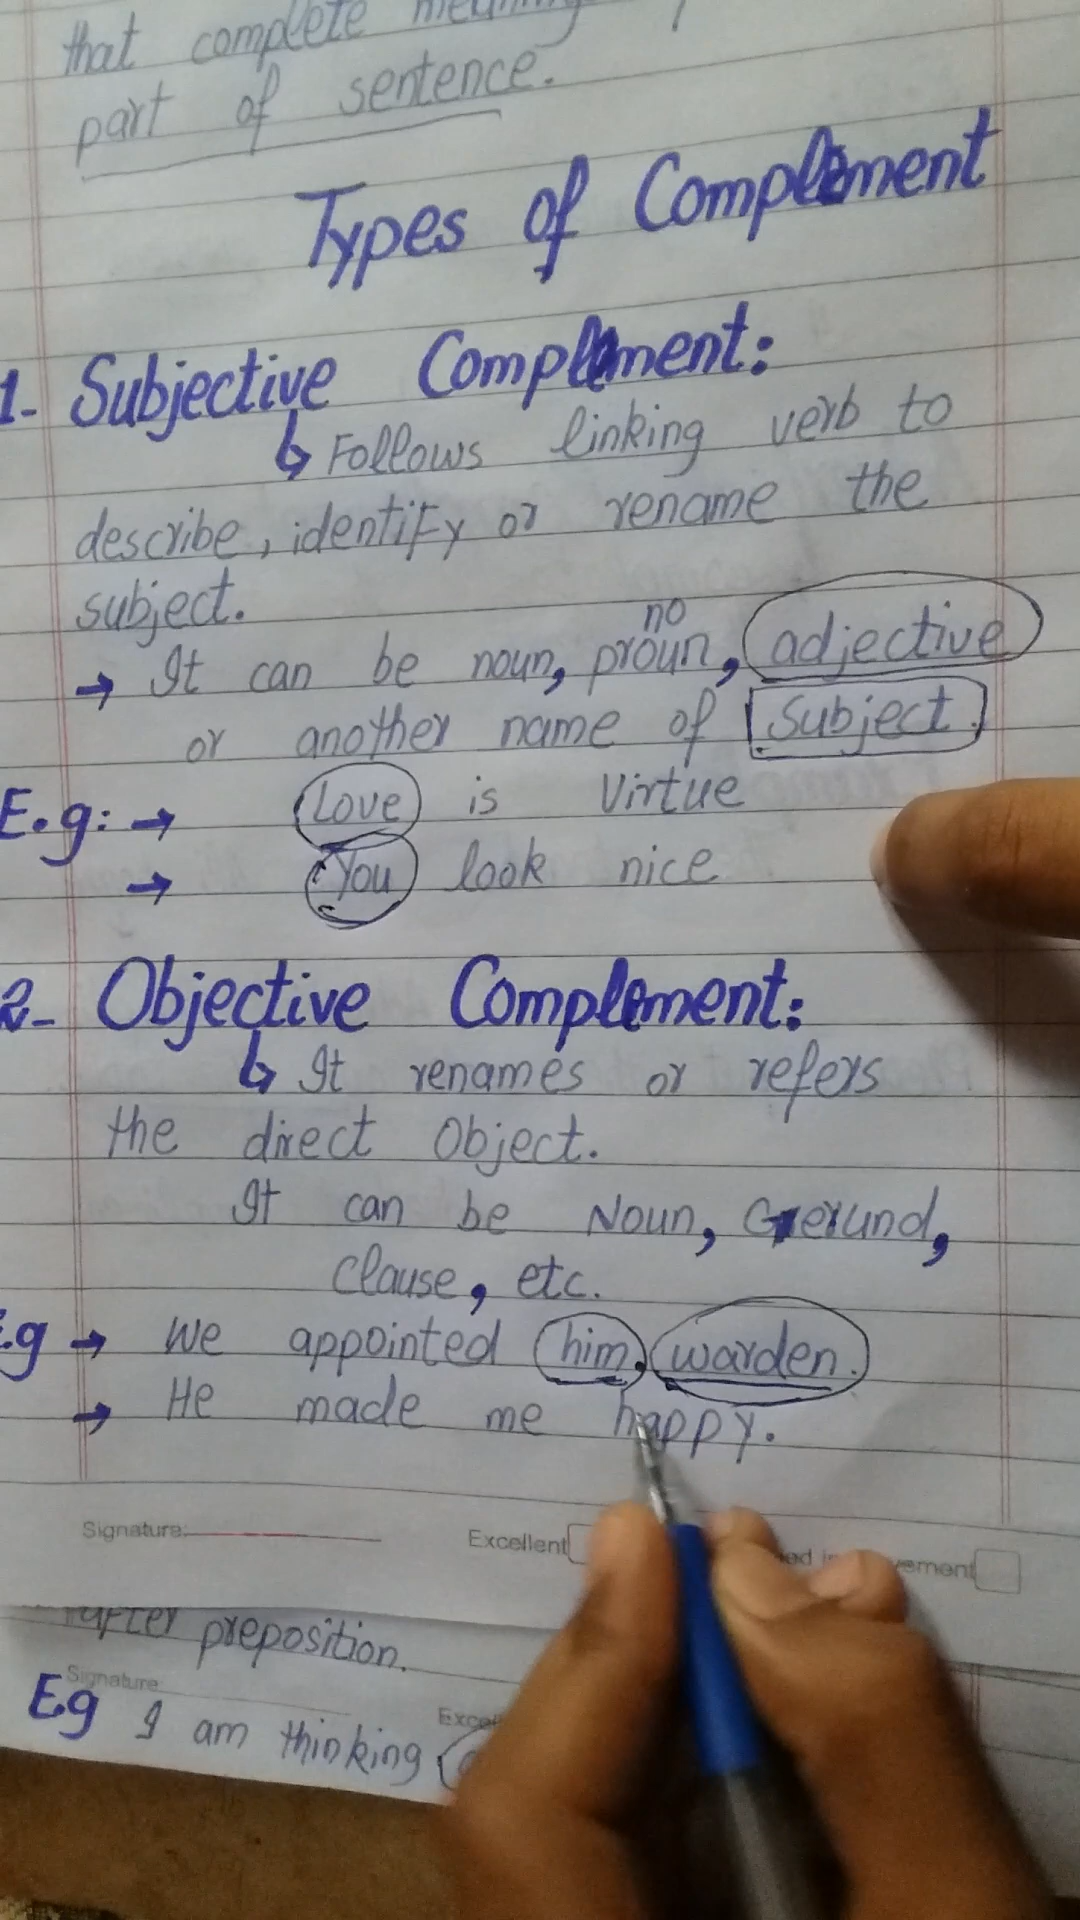 that complete meaning
part of sentence.
Types of Complement
1- Subjective Complement:
↳ Follows linking verb to
describe, identify or rename the
subject.
no
→ It can be noun, proun, adjective
or another name of subject.
E.g: → Love is Virtue
→ You look nice
2- Objective Complement:
↳ It renames or refers
the direct Object.
It can be Noun, Gerund,
Clause, etc.
Eg → We appointed him. warden.
→ He made me happy.
Signature: Excellent
after preposition.
Signature
Eg I am thinking